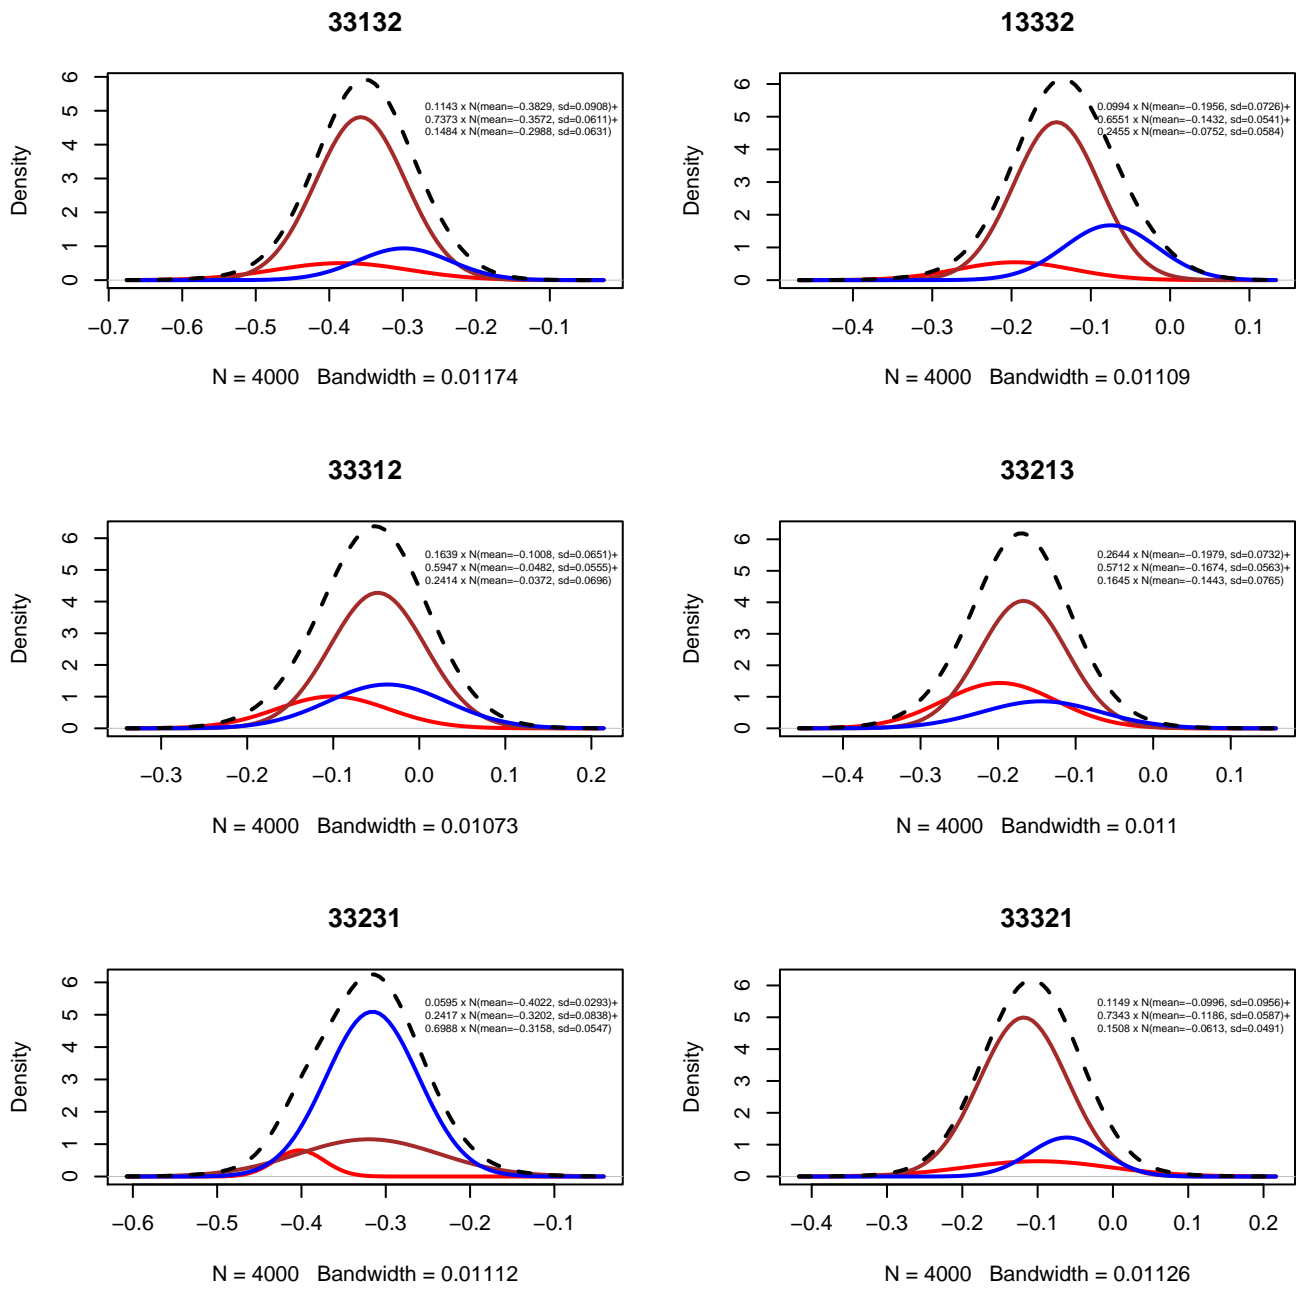 33132
Density
0 1 2 3 4 5 6
0.1143 x N(mean=−0.3829, sd=0.0908)+
0.7373 x N(mean=−0.3572, sd=0.0611)+
0.1484 x N(mean=−0.2988, sd=0.0631)
−0.7 −0.6 −0.5 −0.4 −0.3 −0.2 −0.1
N = 4000 Bandwidth = 0.01174
13332
Density
0 1 2 3 4 5 6
0.0994 x N(mean=−0.1956, sd=0.0726)+
0.6551 x N(mean=−0.1432, sd=0.0541)+
0.2455 x N(mean=−0.0752, sd=0.0584)
−0.4 −0.3 −0.2 −0.1 0.0 0.1
N = 4000 Bandwidth = 0.01109
33312
Density
0 1 2 3 4 5 6
0.1639 x N(mean=−0.1008, sd=0.0651)+
0.5947 x N(mean=−0.0482, sd=0.0555)+
0.2414 x N(mean=−0.0372, sd=0.0696)
−0.3 −0.2 −0.1 0.0 0.1 0.2
N = 4000 Bandwidth = 0.01073
33213
Density
0 1 2 3 4 5 6
0.2644 x N(mean=−0.1979, sd=0.0732)+
0.5712 x N(mean=−0.1674, sd=0.0563)+
0.1645 x N(mean=−0.1443, sd=0.0765)
−0.4 −0.3 −0.2 −0.1 0.0 0.1
N = 4000 Bandwidth = 0.011
33231
Density
0 1 2 3 4 5 6
0.0595 x N(mean=−0.4022, sd=0.0293)+
0.2417 x N(mean=−0.3202, sd=0.0838)+
0.6988 x N(mean=−0.3158, sd=0.0547)
−0.6 −0.5 −0.4 −0.3 −0.2 −0.1
N = 4000 Bandwidth = 0.01112
33321
Density
0 1 2 3 4 5 6
0.1149 x N(mean=−0.0996, sd=0.0956)+
0.7343 x N(mean=−0.1186, sd=0.0587)+
0.1508 x N(mean=−0.0613, sd=0.0491)
−0.4 −0.3 −0.2 −0.1 0.0 0.1 0.2
N = 4000 Bandwidth = 0.01126